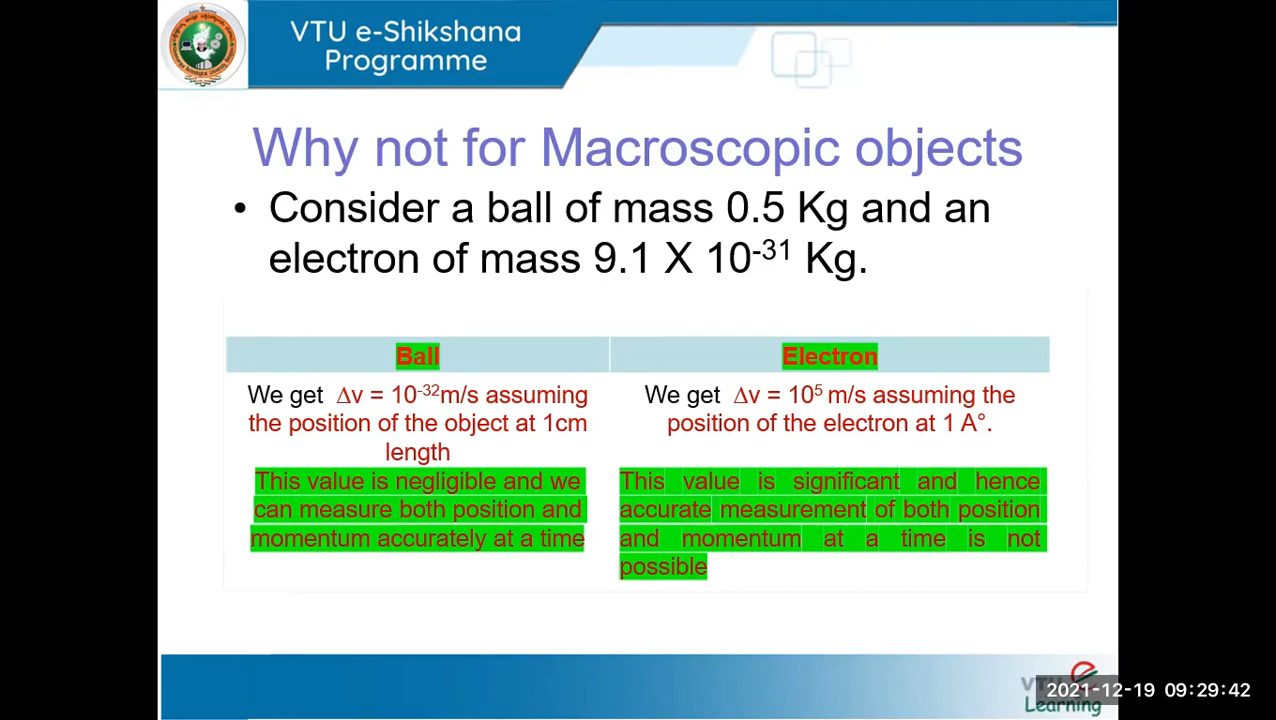 VTU e-Shikshana
Programme
Why not for Macroscopic objects
• Consider a ball of mass 0.5 Kg and an
electron of mass 9.1 X 10⁻³¹ Kg.
Ball
We get Δv = 10⁻³²m/s assuming
the position of the object at 1cm
length
This value is negligible and we
can measure both position and
momentum accurately at a time
Electron
We get Δv = 10⁵ m/s assuming the
position of the electron at 1 A°.
This value is significant and hence
accurate measurement of both position
and momentum at a time is not
possible
VTU e
Learning
2021-12-19 09:29:42